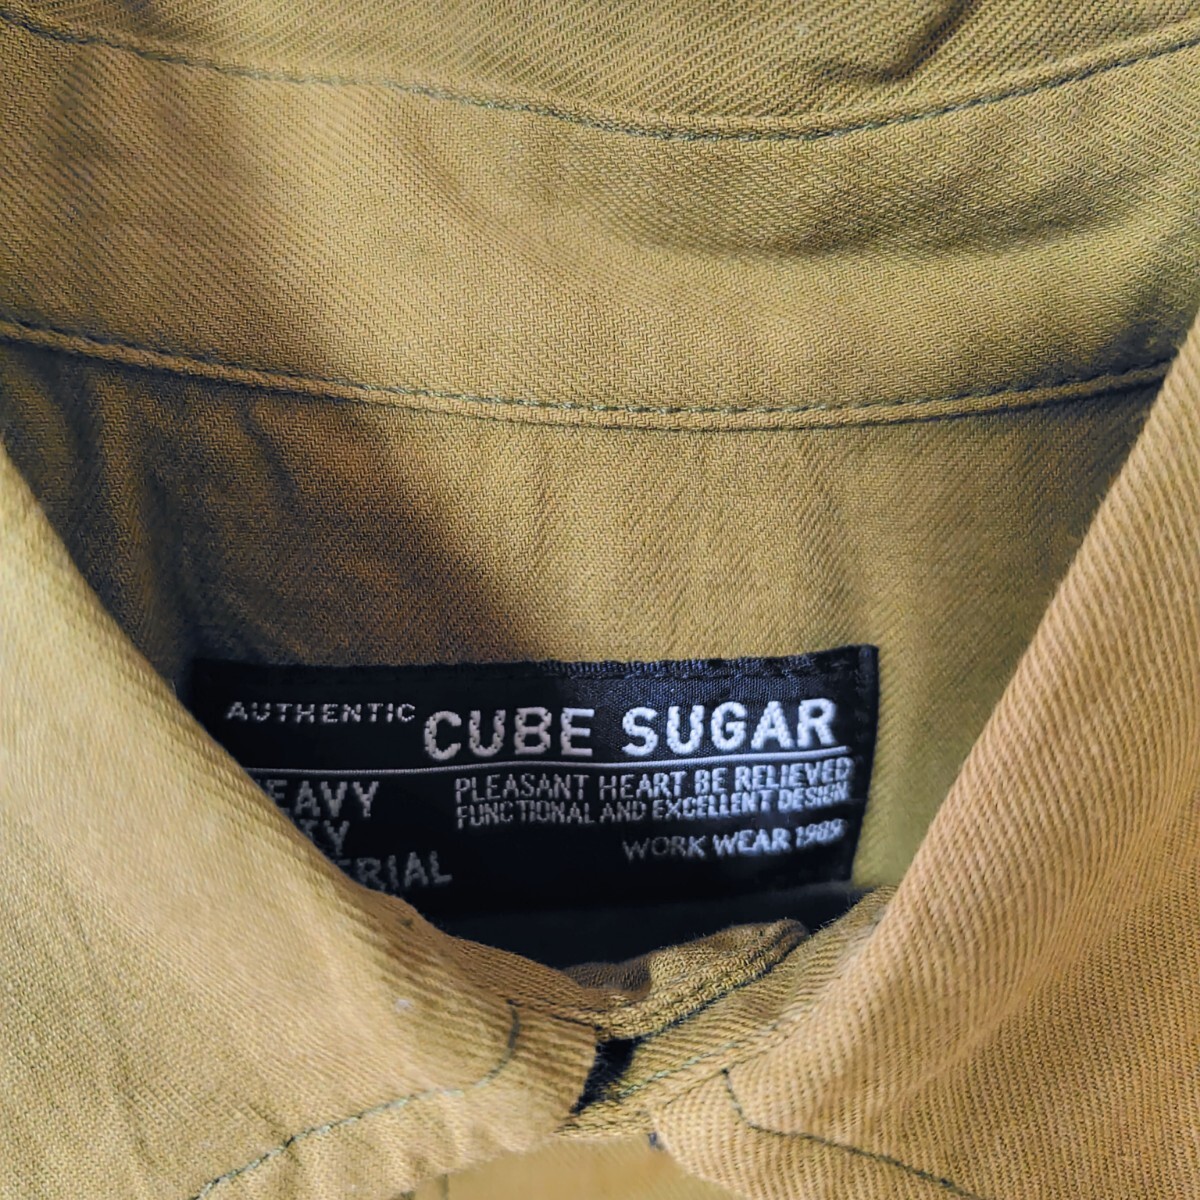 AUTHENTIC CUBE SUGAR
PLEASANT HEART BE RELIEVED
FUNCTIONAL AND EXCELLENT DESIGN
WORK WEAR 1989